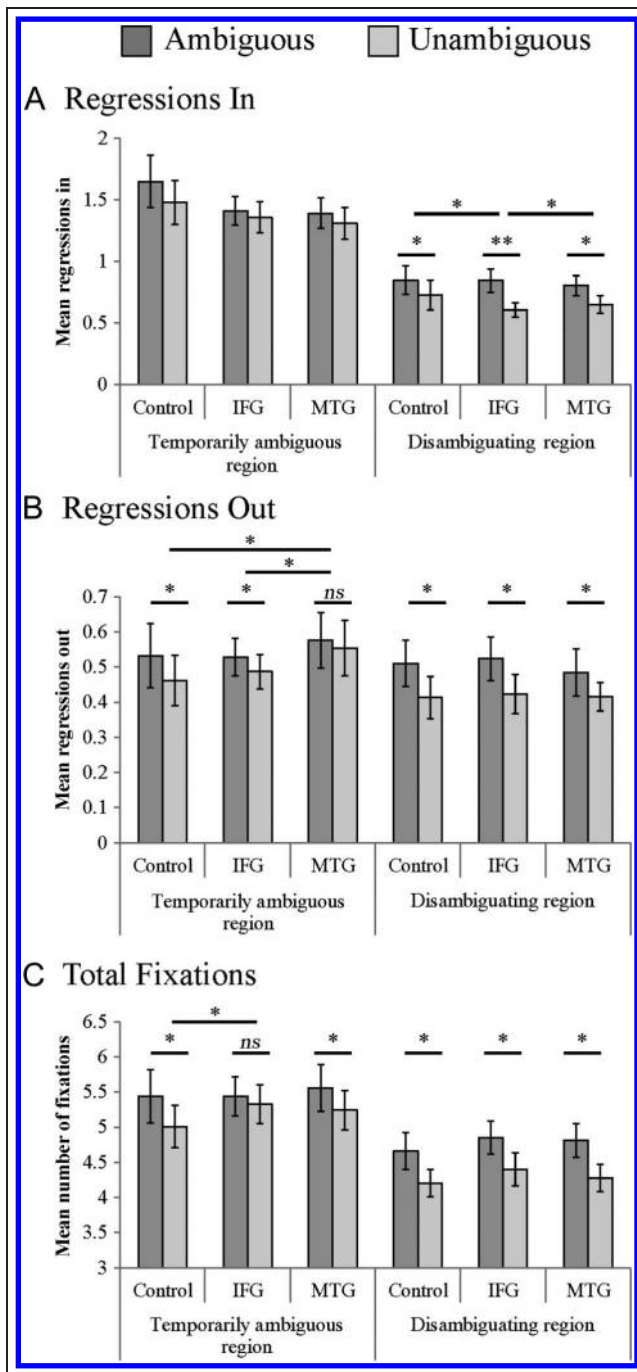 Ambiguous Unambiguous
A Regressions In
Mean regressions in
2
1.5
1
0.5
0
* *
* ** *
Control IFG MTG Control IFG MTG
Temporarily ambiguous Disambiguating region
region
B Regressions Out
Mean regressions out
*
*
* * ns * * *
0.7
0.6
0.5
0.4
0.3
0.2
0.1
0
Control IFG MTG Control IFG MTG
Temporarily ambiguous Disambiguating region
region
C Total Fixations
Mean number of fixations
6.5
6
5.5
5
4.5
4
3.5
3
*
* ns * * * *
Control IFG MTG Control IFG MTG
Temporarily ambiguous Disambiguating region
region